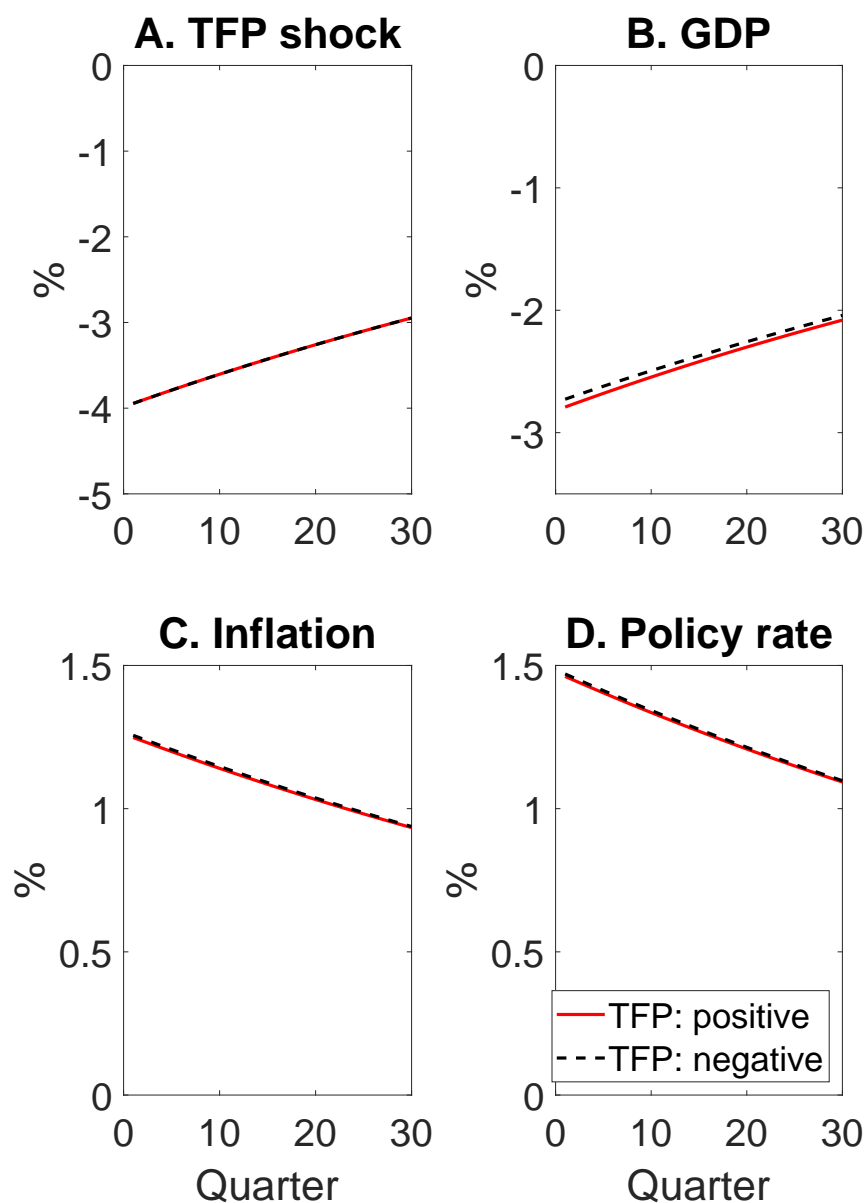 A. TFP shock
0
-1
-2
-3
-4
-5
%
0 10 20 30
B. GDP
0
-1
-2
-3
%
0 10 20 30
C. Inflation
1.5
1
0.5
0
%
0 10 20 30
Quarter
D. Policy rate
1.5
1
0.5
0
%
TFP: positive
TFP: negative
0 10 20 30
Quarter